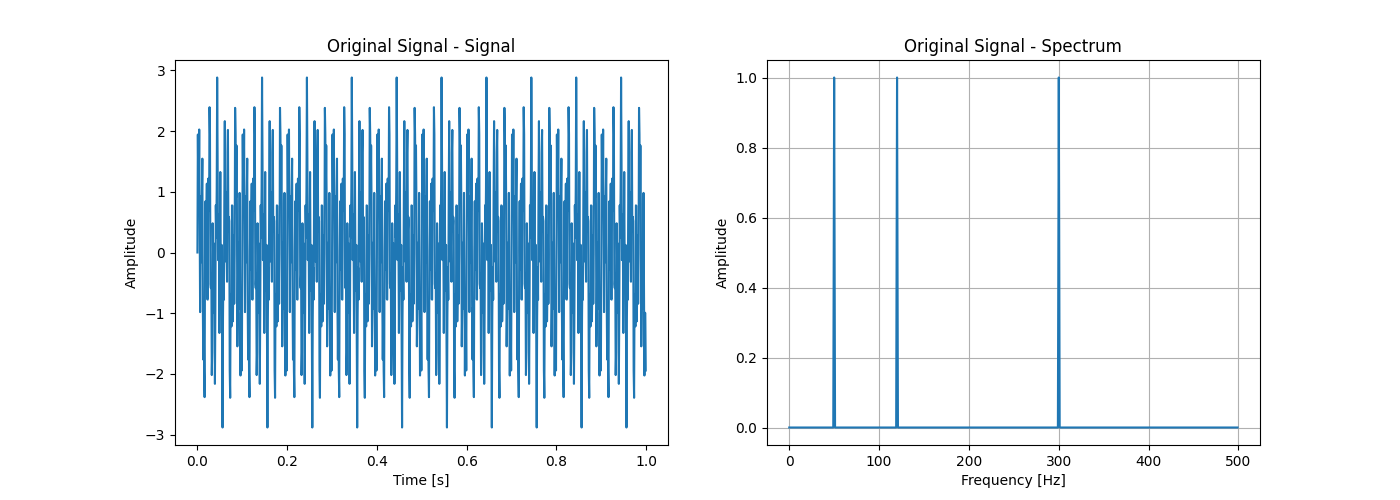 Original Signal - Signal
3
2
1
0
−1
−2
−3
Amplitude
0.0 0.2 0.4 0.6 0.8 1.0
Time [s]
Original Signal - Spectrum
1.0
0.8
0.6
0.4
0.2
0.0
Amplitude
0 100 200 300 400 500
Frequency [Hz]